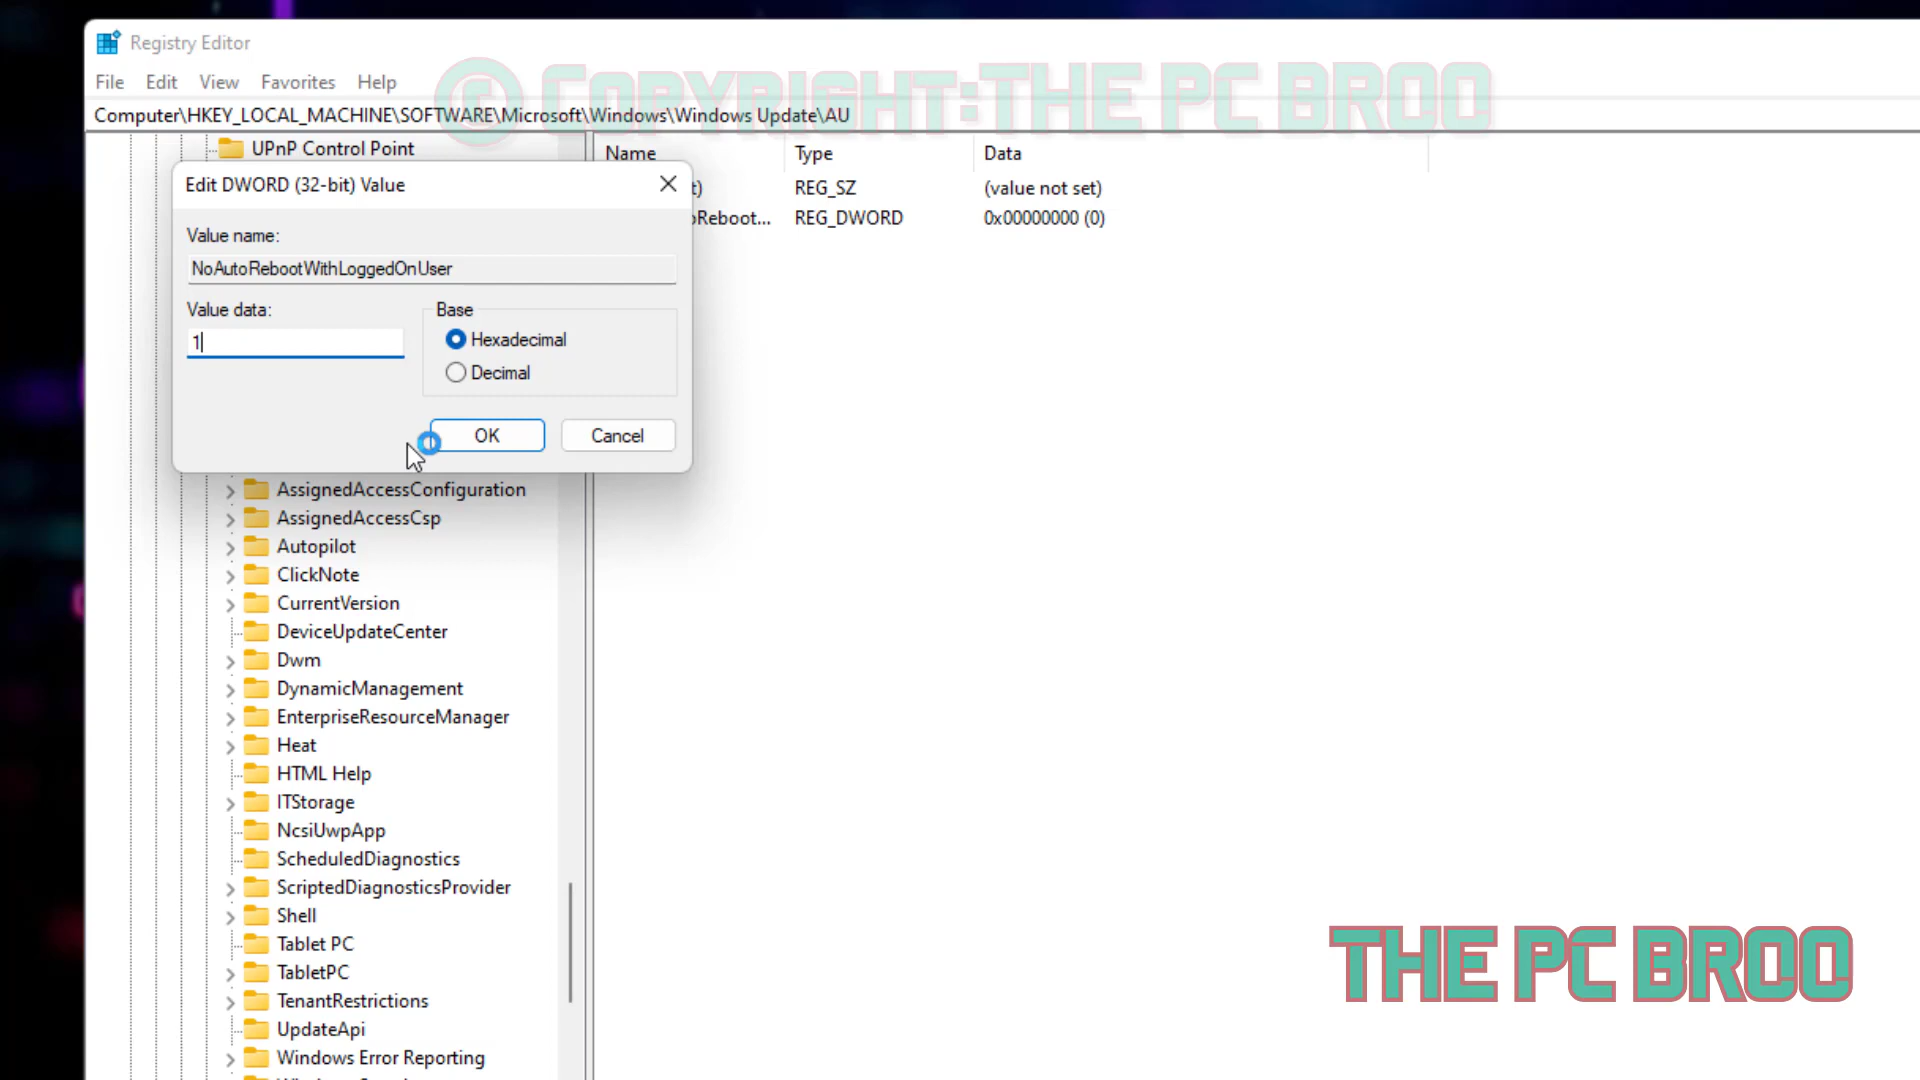 Registry Editor
File Edit View Favorites Help
© COPYRIGHT:THE PC BROO
Computer\HKEY_LOCAL_MACHINE\SOFTWARE\Microsoft\Windows\Windows Update\AU
UPnP Control Point
Name Type Data
t) REG_SZ (value not set)
oReboot... REG_DWORD 0x00000000 (0)
Edit DWORD (32-bit) Value
Value name:
NoAutoRebootWithLoggedOnUser
Value data:
1
Base
Hexadecimal
Decimal
OK Cancel
AssignedAccessConfiguration
AssignedAccessCsp
Autopilot
ClickNote
CurrentVersion
DeviceUpdateCenter
Dwm
DynamicManagement
EnterpriseResourceManager
Heat
HTML Help
ITStorage
NcsiUwpApp
ScheduledDiagnostics
ScriptedDiagnosticsProvider
Shell
Tablet PC
TabletPC
TenantRestrictions
UpdateApi
Windows Error Reporting
THE PC BROO